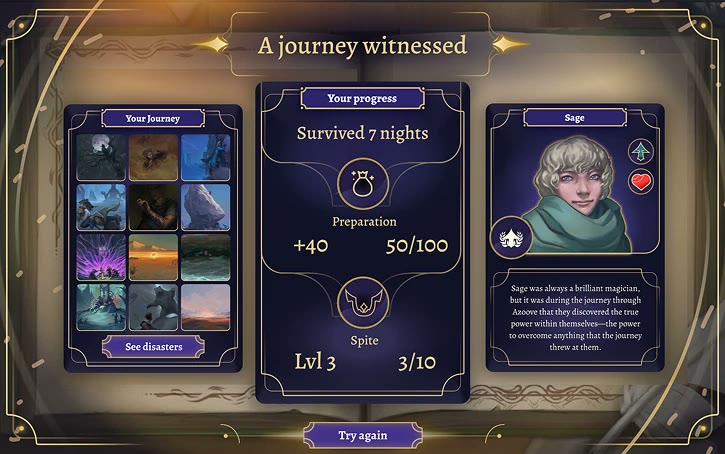 A journey witnessed
Your Journey
See disasters
Your progress
Survived 7 nights
Preparation
+40 50/100
Spite
Lvl 3 3/10
Sage
Sage was always a brilliant magician,
but it was during the journey through
Azoove that they discovered the true
power within themselves—the power
to overcome anything that the journey
threw at them.
Try again